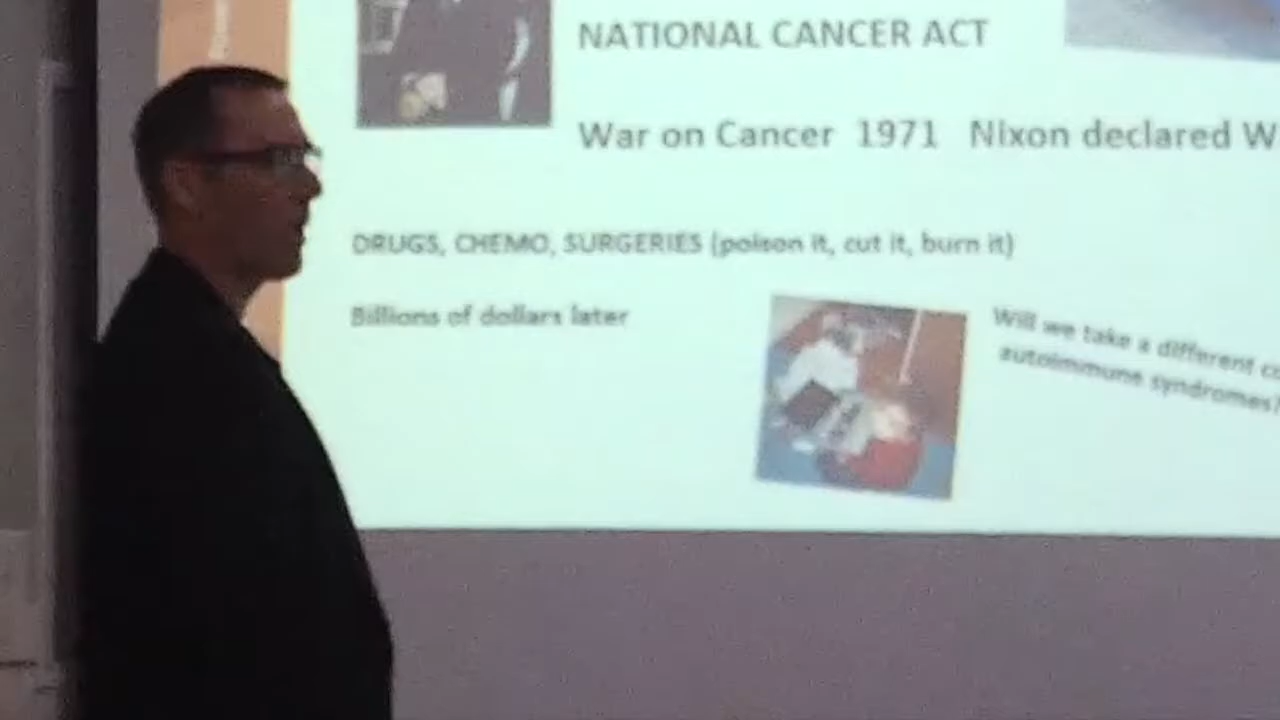 NATIONAL CANCER ACT
War on Cancer 1971 Nixon declared W
DRUGS, CHEMO, SURGERIES (poison it, cut it, burn it)
Billions of dollars later
Will we take a different co
autoimmune syndromes?